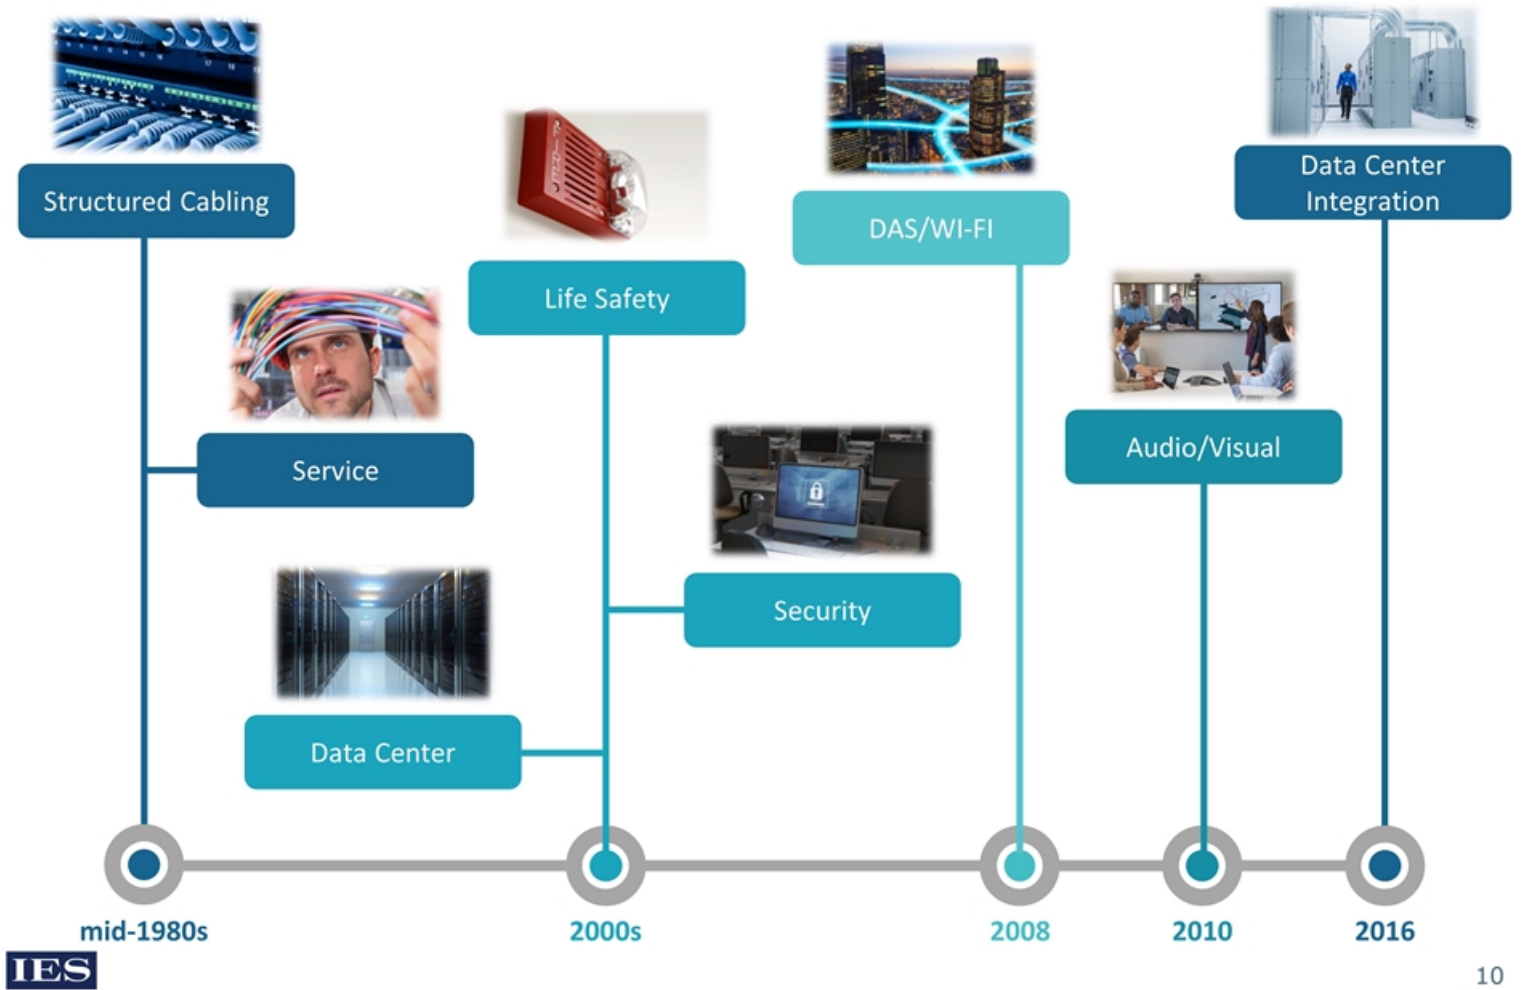 Structured Cabling
Service
Data Center
Life Safety
Security
DAS/WI-FI
Audio/Visual
Data Center
Integration
mid-1980s
2000s
2008
2010
2016
IES
10